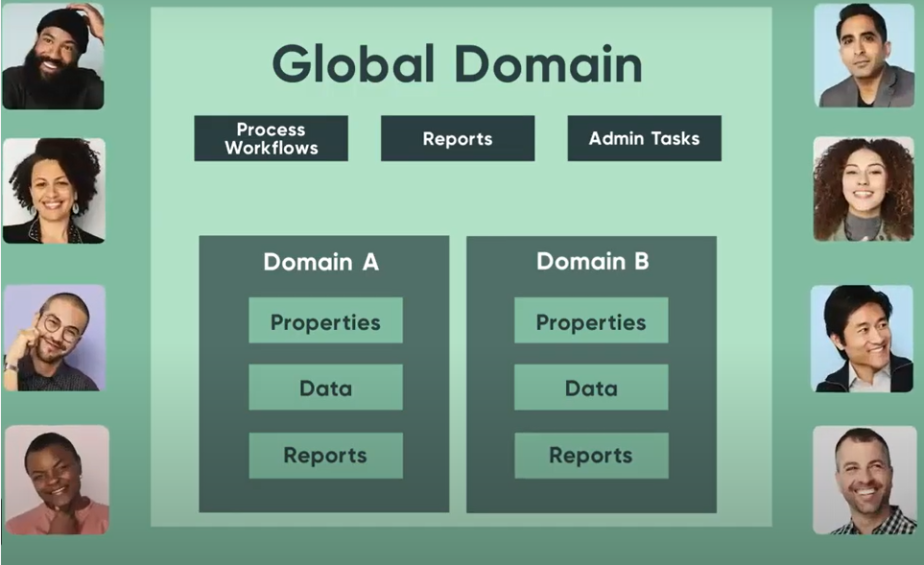 Global Domain
Process
Workflows
Reports
Admin Tasks
Domain A
Properties
Data
Reports
Domain B
Properties
Data
Reports